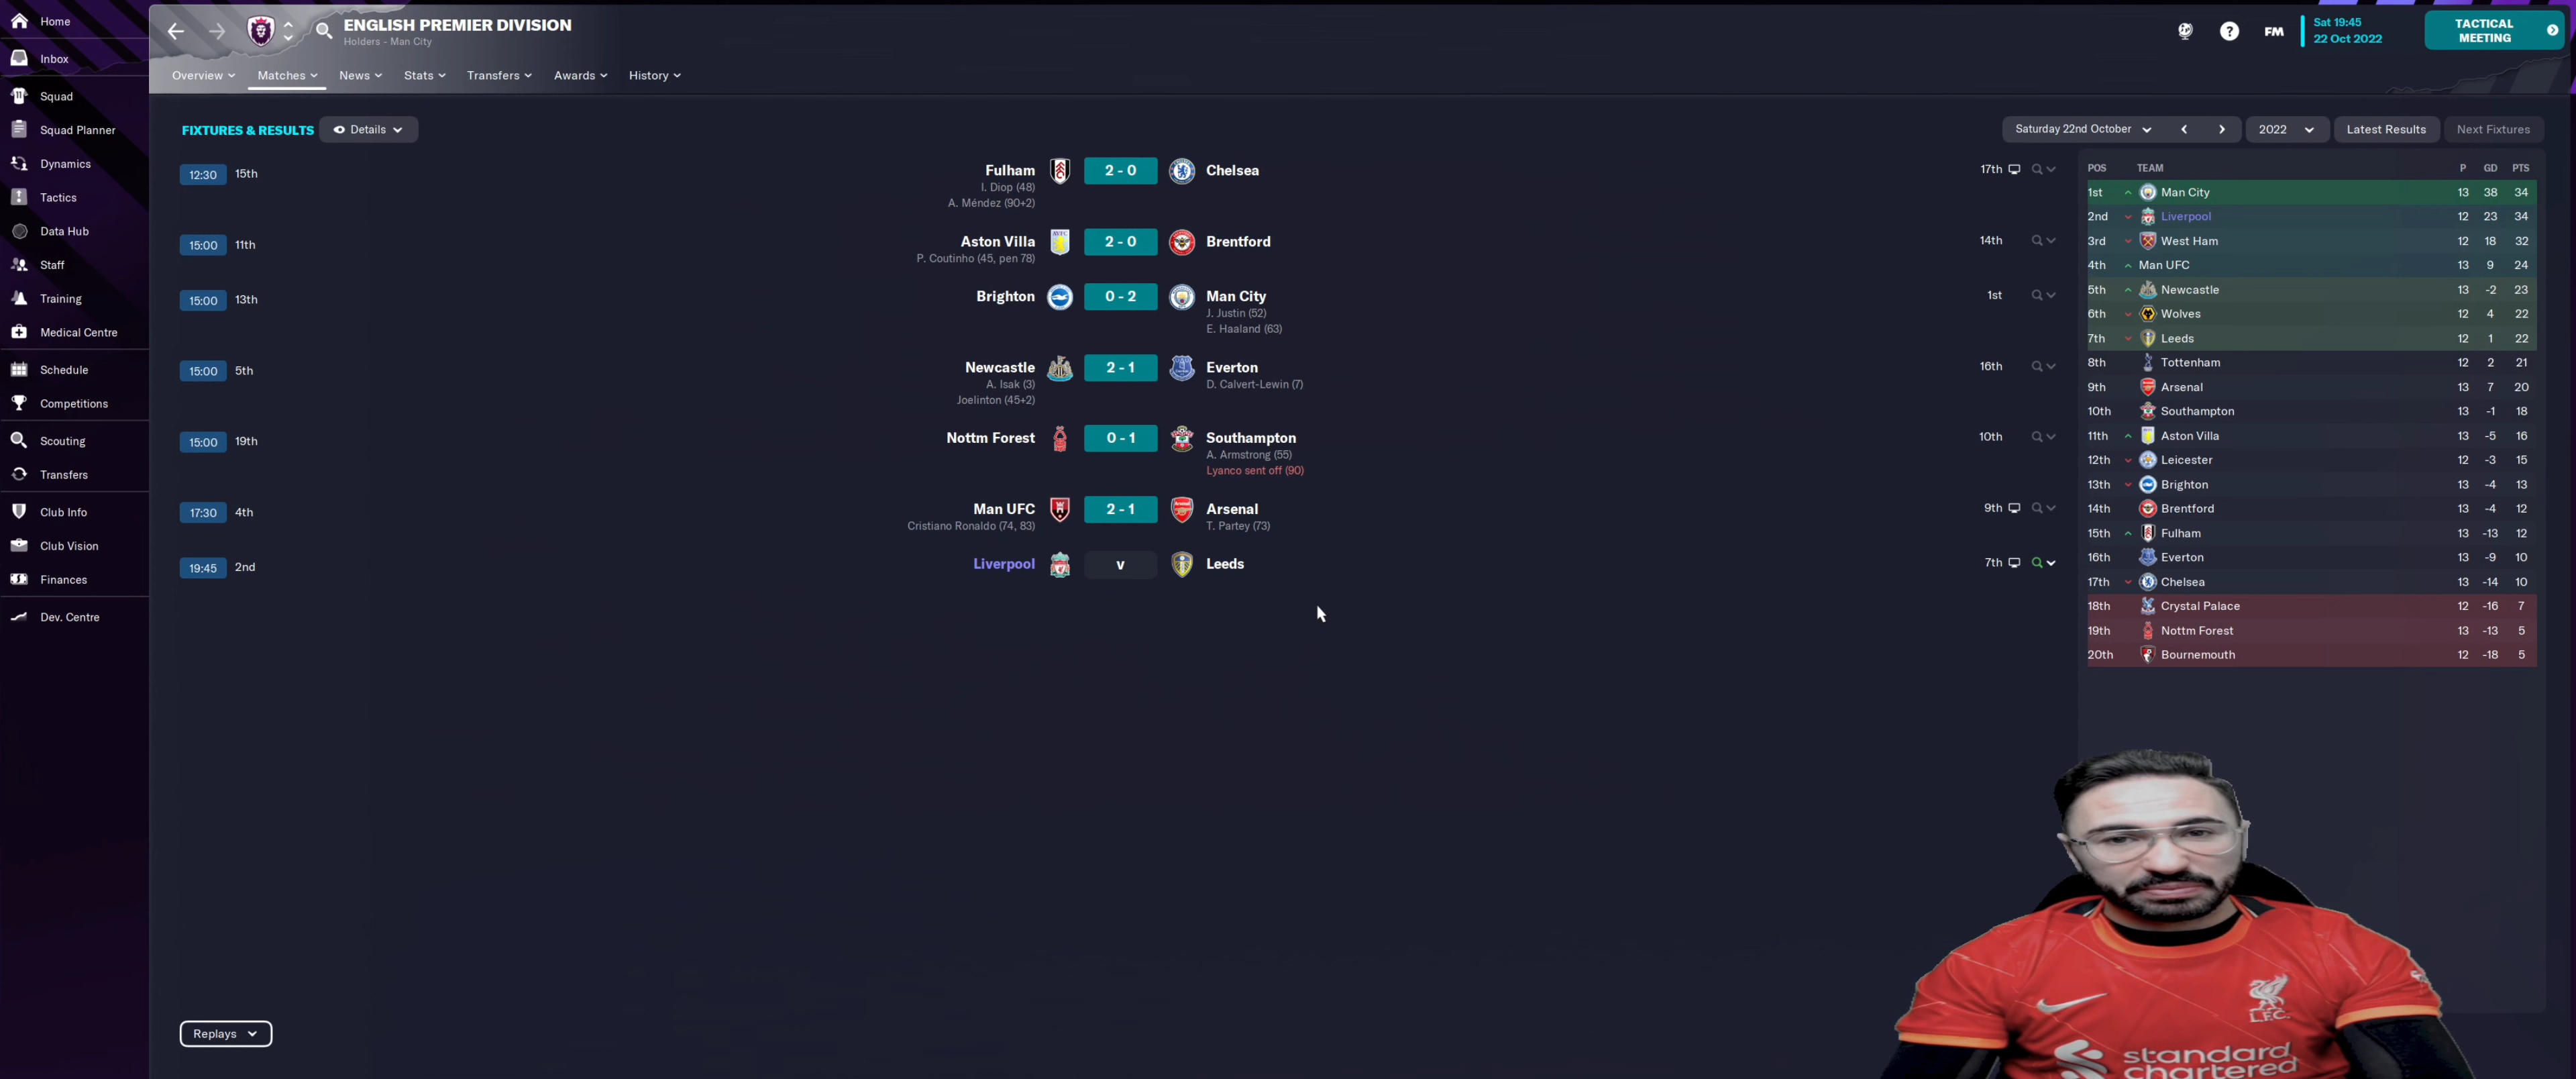 Home
Inbox
Squad
Squad Planner
Dynamics
Tactics
Data Hub
Staff
Training
Medical Centre
Schedule
Competitions
Scouting
Transfers
Club Info
Club Vision
Finances
Dev. Centre
ENGLISH PREMIER DIVISION
Holders - Man City
FM
Sat 19:45
22 Oct 2022
TACTICAL
MEETING
Overview Matches News Stats Transfers Awards History
FIXTURES & RESULTS Details
Saturday 22nd October 2022 Latest Results Next Fixtures
12:30 15th Fulham 2 - 0 Chelsea 17th
I. Diop (48)
A. Méndez (90+2)
15:00 11th Aston Villa 2 - 0 Brentford 14th
P. Coutinho (45, pen 78)
15:00 13th Brighton 0 - 2 Man City 1st
J. Justin (52)
E. Haaland (63)
15:00 5th Newcastle 2 - 1 Everton 16th
A. Isak (3) D. Calvert-Lewin (7)
Joelinton (45+2)
15:00 19th Nottm Forest 0 - 1 Southampton 10th
A. Armstrong (55)
Lyanco sent off (90)
17:30 4th Man UFC 2 - 1 Arsenal 9th
Cristiano Ronaldo (74, 83) T. Partey (73)
19:45 2nd Liverpool v Leeds 7th
POS TEAM P GD PTS
1st Man City 13 38 34
2nd Liverpool 12 23 34
3rd West Ham 12 18 32
4th Man UFC 13 9 24
5th Newcastle 13 -2 23
6th Wolves 12 4 22
7th Leeds 12 1 22
8th Tottenham 12 2 21
9th Arsenal 13 7 20
10th Southampton 13 -1 18
11th Aston Villa 13 -5 16
12th Leicester 12 -3 15
13th Brighton 13 -4 13
14th Brentford 13 -4 12
15th Fulham 13 -13 12
16th Everton 13 -9 10
17th Chelsea 13 -14 10
18th Crystal Palace 12 -16 7
19th Nottm Forest 13 -13 5
20th Bournemouth 12 -18 5
Replays
L.F.C.
standard
chartered